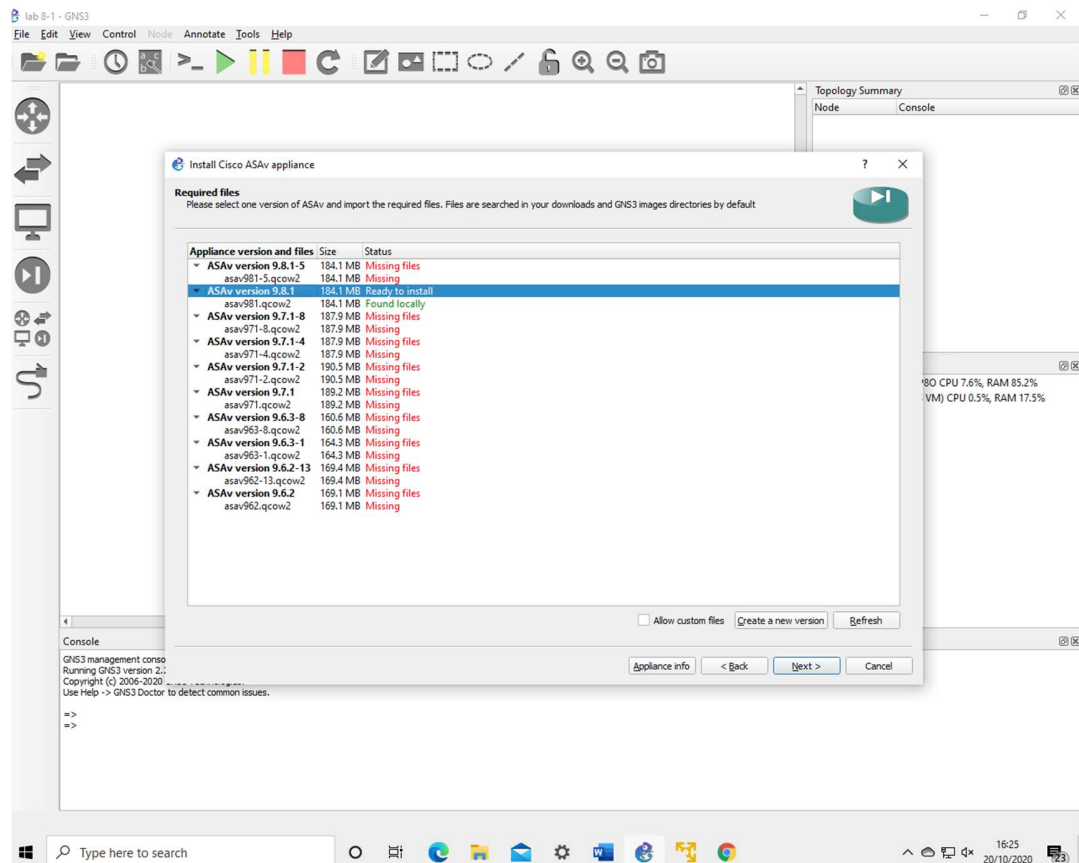 lab 8-1 - GNS3
File Edit View Control Node Annotate Tools Help
Topology Summary
Node Console
Install Cisco ASAv appliance
? X
Required files
Please select one version of ASAv and import the required files. Files are searched in your downloads and GNS3 images directories by default
Appliance version and files Size Status
ASAv version 9.8.1-5 184.1 MB Missing files
asav981-5.qcow2 184.1 MB Missing
ASAv version 9.8.1 184.1 MB Ready to install
asav981.qcow2 184.1 MB Found locally
ASAv version 9.7.1-8 187.9 MB Missing files
asav971-8.qcow2 187.9 MB Missing
ASAv version 9.7.1-4 187.9 MB Missing files
asav971-4.qcow2 187.9 MB Missing
ASAv version 9.7.1-2 190.5 MB Missing files
asav971-2.qcow2 190.5 MB Missing
ASAv version 9.7.1 189.2 MB Missing files
asav971.qcow2 189.2 MB Missing
ASAv version 9.6.3-8 160.6 MB Missing files
asav963-8.qcow2 160.6 MB Missing
ASAv version 9.6.3-1 164.3 MB Missing files
asav963-1.qcow2 164.3 MB Missing
ASAv version 9.6.2-13 169.4 MB Missing files
asav962-13.qcow2 169.4 MB Missing
ASAv version 9.6.2 169.1 MB Missing files
asav962.qcow2 169.1 MB Missing
CPU 7.6%, RAM 85.2%
VM) CPU 0.5%, RAM 17.5%
Allow custom files Create a new version Refresh
Appliance info < Back Next > Cancel
Console
GNS3 management
Running GNS3 version
Copyright (c) 2006-2020
Use Help -> GNS3 Doctor to detect common issues.
=>
=>
Type here to search
16:25
20/10/2020
23